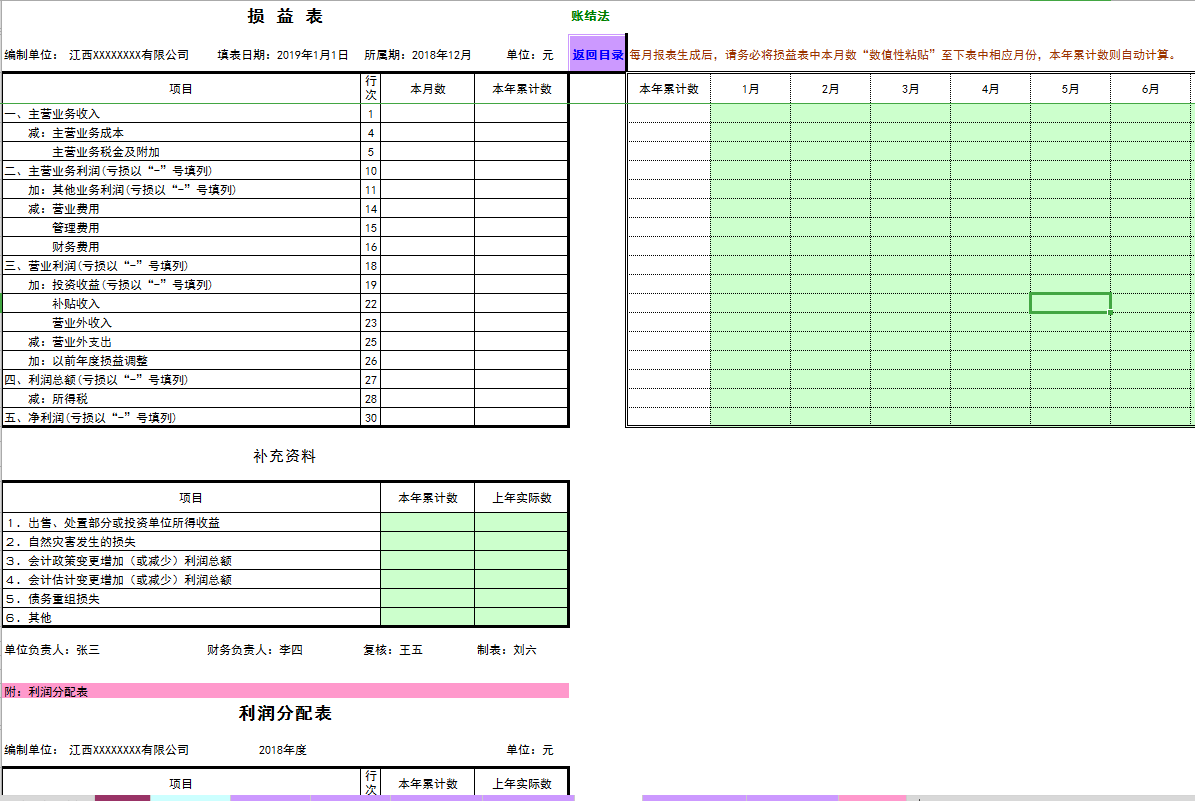 损 益 表
账结法
编制单位： 江西XXXXXXXX有限公司 填表日期：2019年1月1日 所属期：2018年12月 单位：元
返回目录
每月报表生成后，请务必将损益表中本月数“数值性粘贴”至下表中相应月份，本年累计数则自动计算。
项目 行次 本月数 本年累计数
本年累计数 1月 2月 3月 4月 5月 6月
一、主营业务收入 1
减：主营业务成本 4
主营业务税金及附加 5
二、主营业务利润(亏损以“-”号填列) 10
加：其他业务利润(亏损以“-”号填列) 11
减：营业费用 14
管理费用 15
财务费用 16
三、营业利润(亏损以“-”号填列) 18
加：投资收益(亏损以“-”号填列) 19
补贴收入 22
营业外收入 23
减：营业外支出 25
加：以前年度损益调整 26
四、利润总额(亏损以“-”号填列) 27
减：所得税 28
五、净利润(亏损以“-”号填列) 30
补充资料
项目 本年累计数 上年实际数
1．出售、处置部分或投资单位所得收益
2．自然灾害发生的损失
3．会计政策变更增加（或减少）利润总额
4．会计估计变更增加（或减少）利润总额
5．债务重组损失
6．其他
单位负责人：张三 财务负责人：李四 复核：王五 制表：刘六
附：利润分配表
利润分配表
编制单位： 江西XXXXXXXX有限公司 2018年度 单位：元
项目 行次 本年累计数 上年实际数